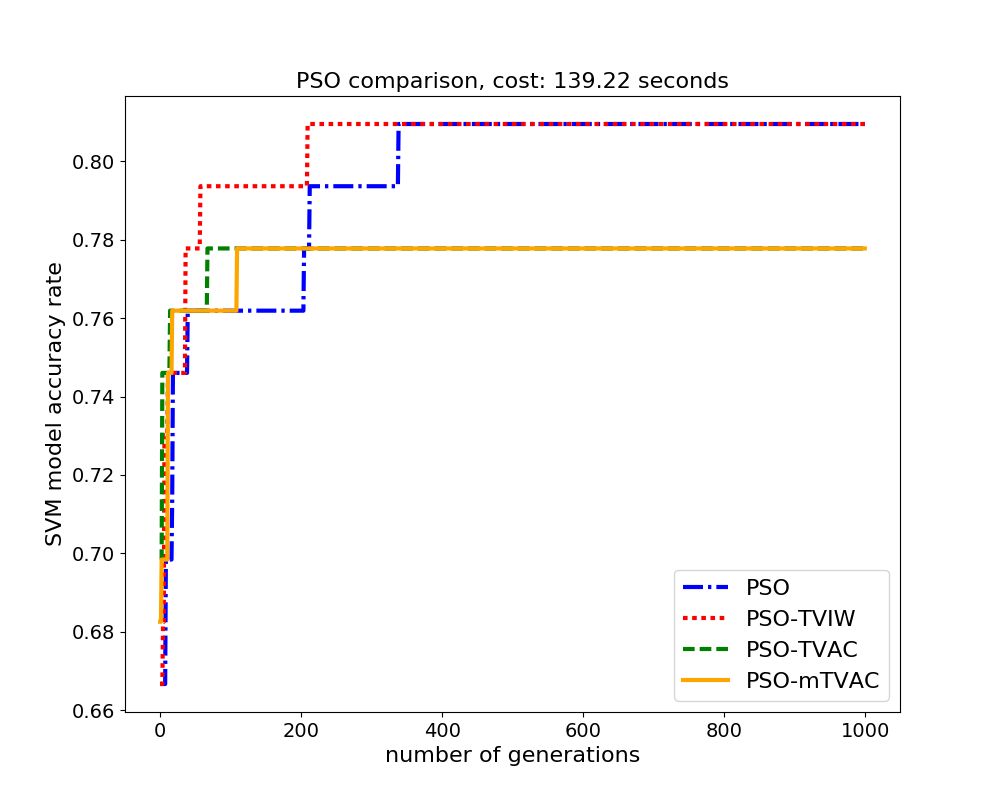 PSO comparison, cost: 139.22 seconds
SVM model accuracy rate
0.80
0.78
0.76
0.74
0.72
0.70
0.68
0.66
0 200 400 600 800 1000
number of generations
PSO
PSO-TVIW
PSO-TVAC
PSO-mTVAC